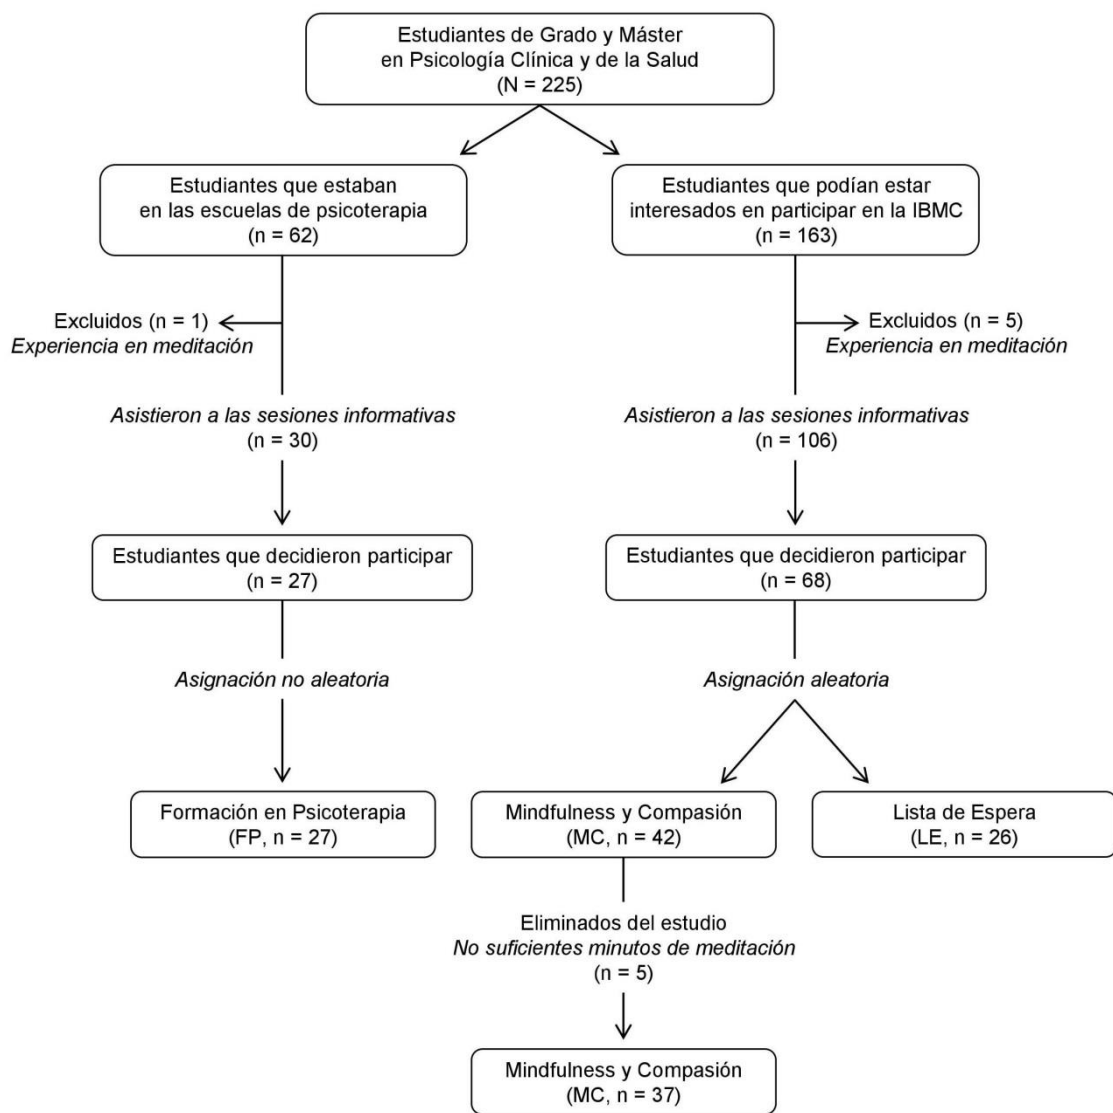 Estudiantes de Grado y Máster
en Psicología Clínica y de la Salud
(N = 225)
Estudiantes que estaban
en las escuelas de psicoterapia
(n = 62)
Estudiantes que podían estar
interesados en participar en la IBMC
(n = 163)
Excluidos (n = 1)
Experiencia en meditación
Excluidos (n = 5)
Experiencia en meditación
Asistieron a las sesiones informativas
(n = 30)
Asistieron a las sesiones informativas
(n = 106)
Estudiantes que decidieron participar
(n = 27)
Estudiantes que decidieron participar
(n = 68)
Asignación no aleatoria
Asignación aleatoria
Formación en Psicoterapia
(FP, n = 27)
Mindfulness y Compasión
(MC, n = 42)
Lista de Espera
(LE, n = 26)
Eliminados del estudio
No suficientes minutos de meditación
(n = 5)
Mindfulness y Compasión
(MC, n = 37)